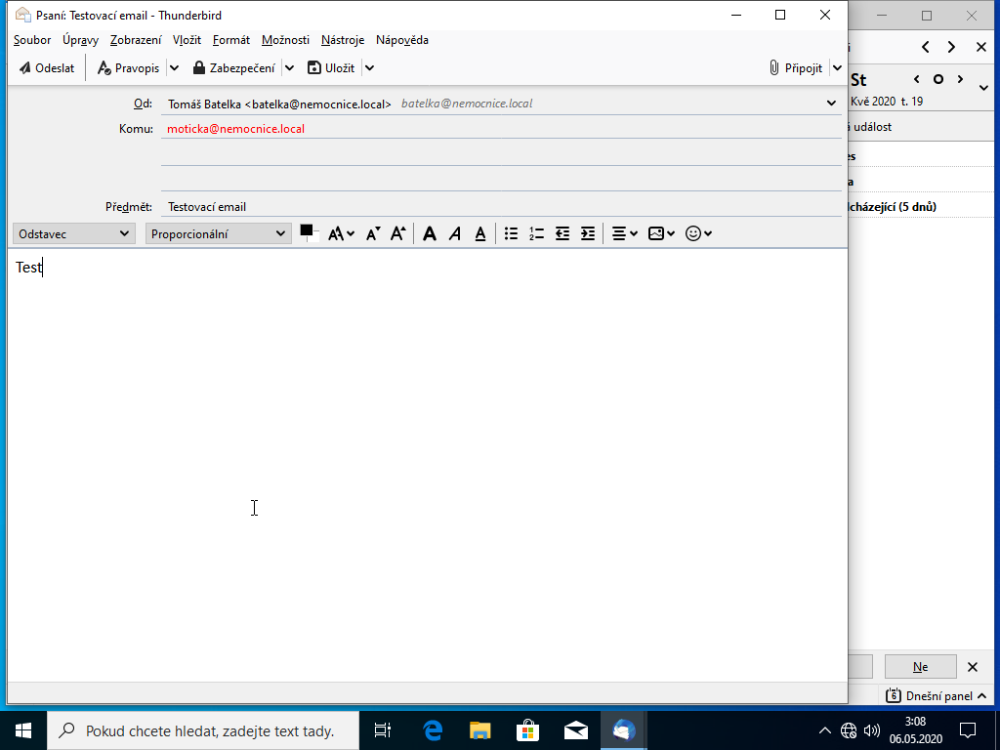 Psaní: Testovací email - Thunderbird
Soubor Úpravy Zobrazení Vložit Formát Možnosti Nástroje Nápověda
Odeslat Pravopis Zabezpečení Uložit Připojit
Od: Tomáš Batelka <batelka@nemocnice.local> batelka@nemocnice.local
Komu: moticka@nemocnice.local
Předmět: Testovací email
Odstavec Proporcionální
Test
St
Kvě 2020 t. 19
událost
dcházející (5 dnů)
Ne
6 Dnešní panel
Pokud chcete hledat, zadejte text tady.
3:08
06.05.2020